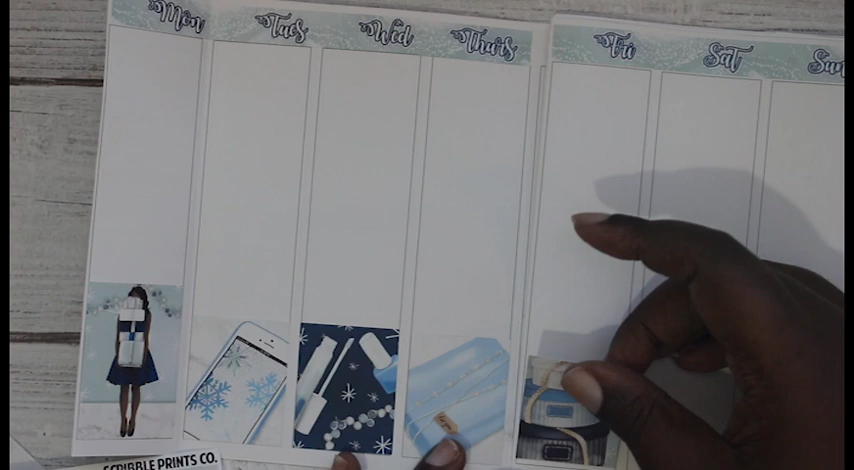 Mon
Tues
Wed
Thurs
Fri
Sat
Sun
SCRIBBLE PRINTS CO.